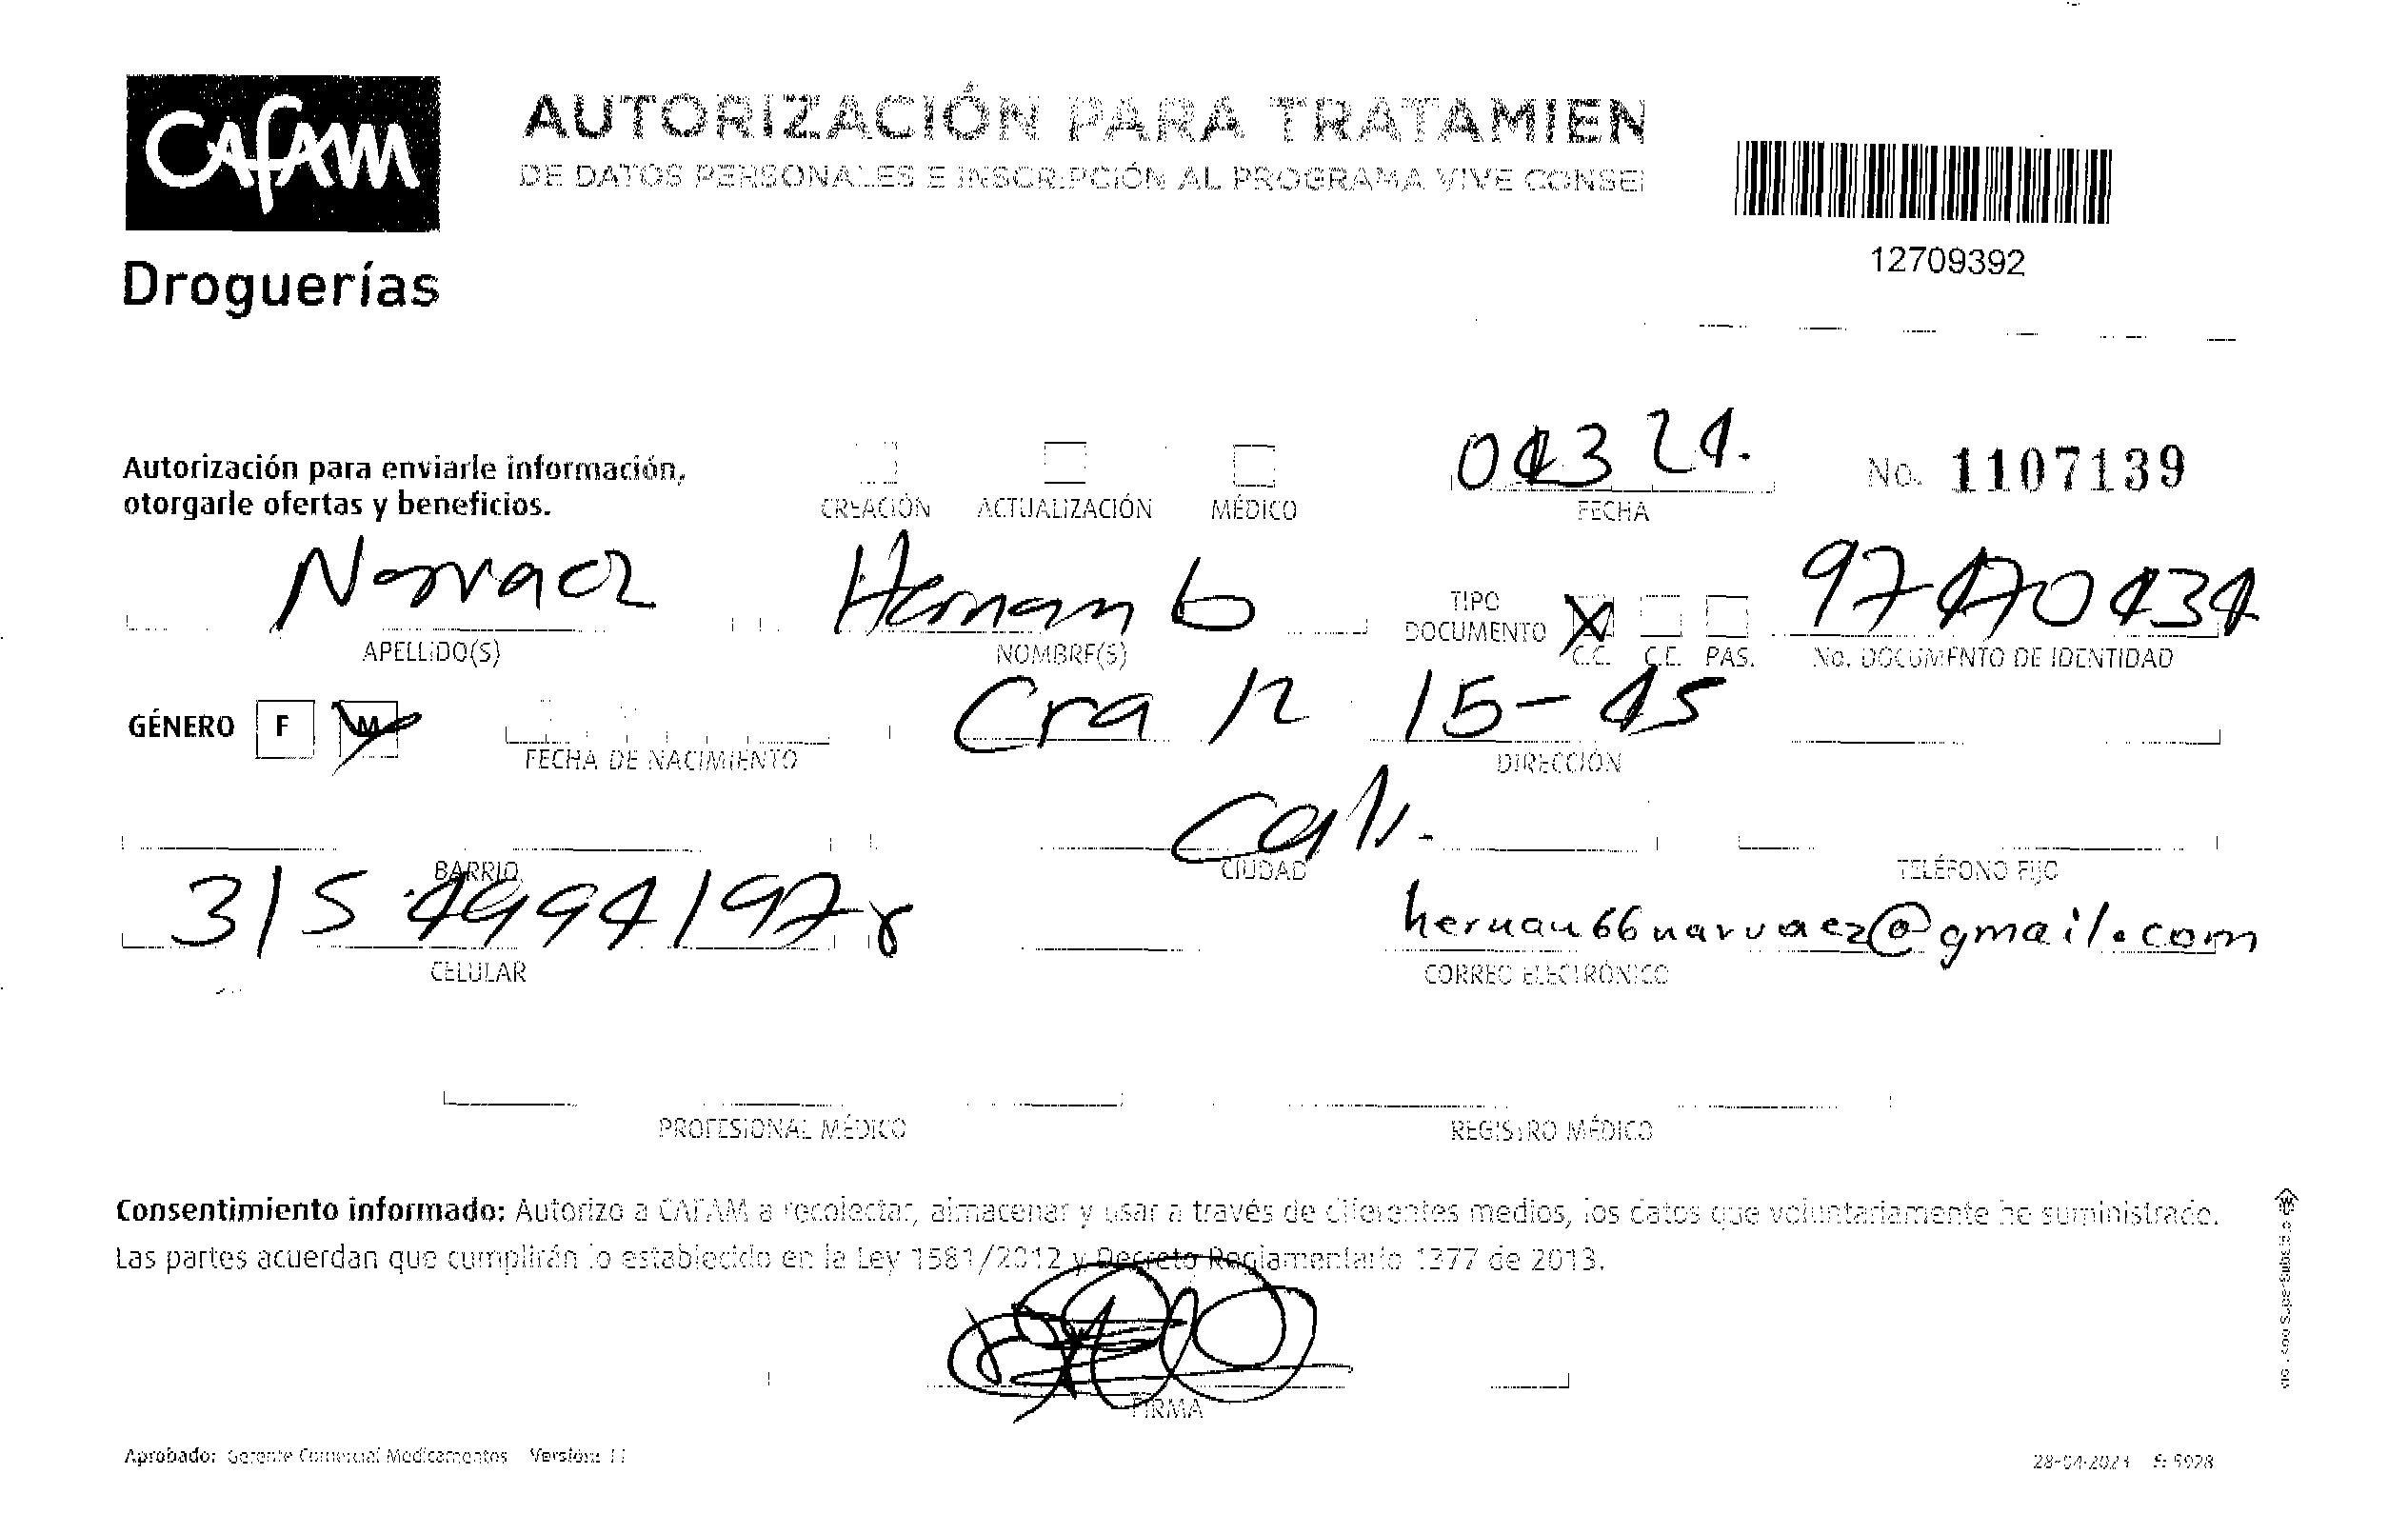 CAFAM
Droguerías
AUTORIZACIÓN PARA TRATAMIEN
DE DATOS PERSONALES E INSCRIPCIÓN AL PROGRAMA VIVE CONSE
12709392
Autorización para enviarle información,
otorgarle ofertas y beneficios.
CREACIÓN ACTUALIZACIÓN MÉDICO
FECHA
No. 1107139
Narvaez
APELLIDO(S)
NOMBRE(S)
TIPO
DOCUMENTO X
C.C. C.E. PAS.
No. DOCUMENTO DE IDENTIDAD
GÉNERO F M
FECHA DE NACIMIENTO
Cra 12 15-45
DIRECCIÓN
BARRIO
Cali.
CIUDAD
TELÉFONO FIJO
CELULAR
hernan66narvaez@gmail.com
CORREO ELECTRÓNICO
PROFESIONAL MÉDICO
REGISTRO MÉDICO
Consentimiento informado: Autorizo a CAFAM a recolectar, almacenar y usar a través de diferentes medios, los datos que voluntariamente he suministrado.
Las partes acuerdan que cumplirán lo establecido en la Ley 1581/2012 y Decreto Reglamentario 1377 de 2013.
FIRMA
Aprobado: Gerente Comercial Medicamentos Versión: 11